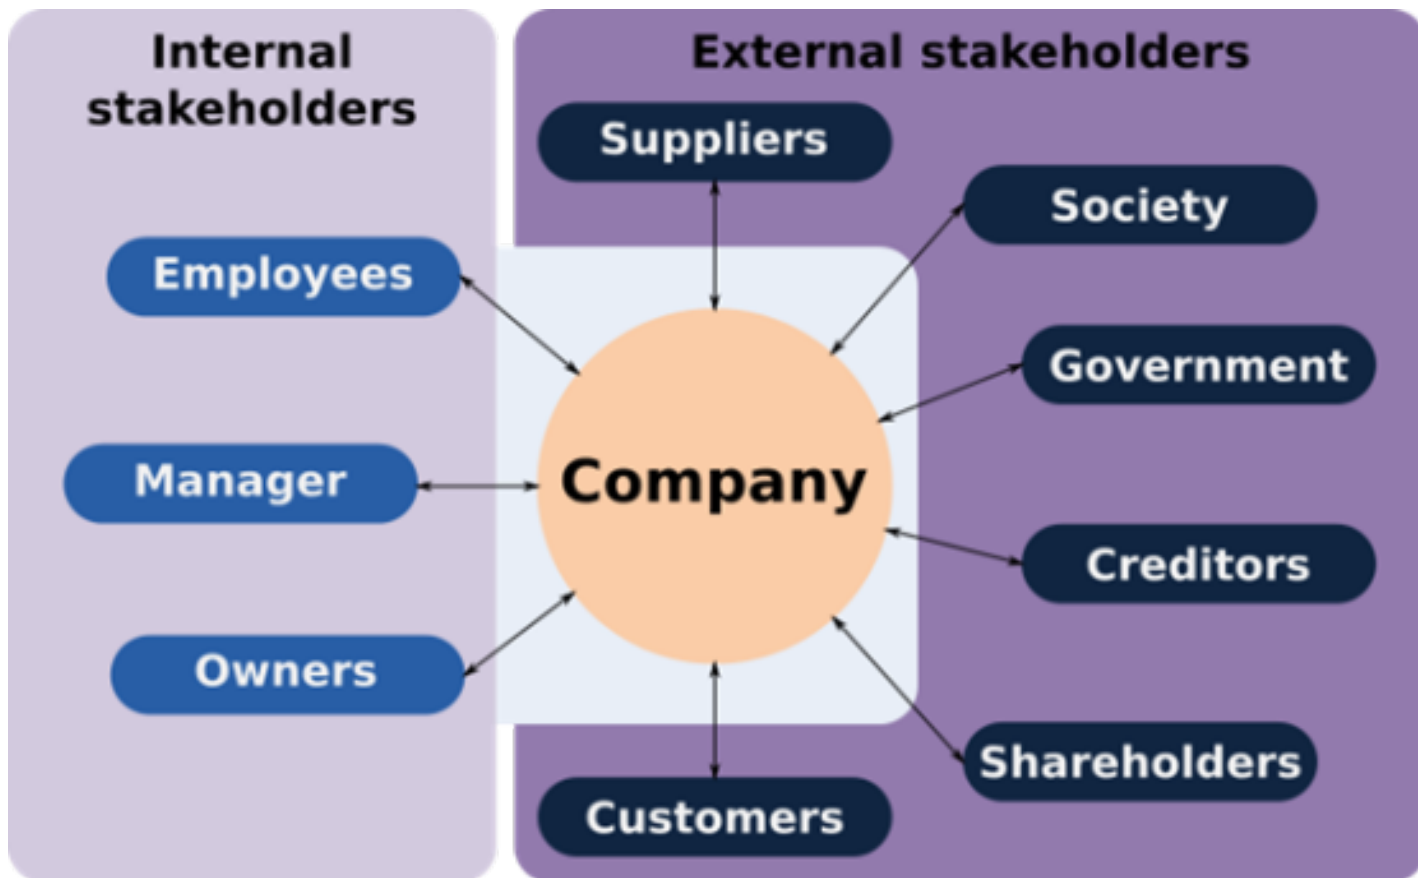 Internal
stakeholders
Employees
Manager
Owners
External stakeholders
Suppliers
Society
Government
Company
Creditors
Shareholders
Customers